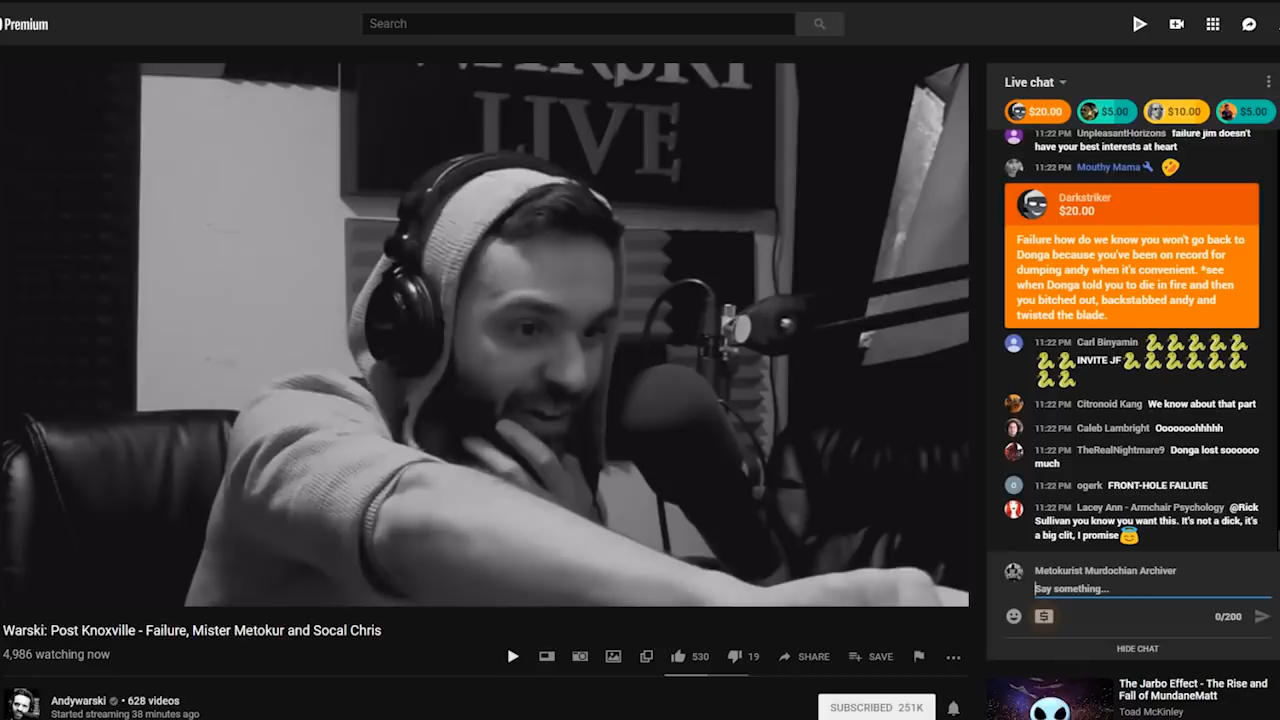 Premium
Search
LIVE
Live chat
$20.00
$5.00
$10.00
$5.00
11:22 PM UnpleasantHorizons failure jim doesn't
have your best interests at heart
11:22 PM Mouthy Mama
Darkstriker
$20.00
Failure how do we know you won't go back to
Donga because you've been on record for
dumping andy when it's convenient. *see
when Donga told you to die in fire and then
you bitched out, backstabbed andy and
twisted the blade.
11:22 PM Carl Binyamin
INVITE JF
11:22 PM Citronoid Kang We know about that part
11:22 PM Caleb Lambright Ooooooohhhhh
11:22 PM TheRealNightmare9 Donga lost soooooo
much
11:22 PM ogerk FRONT-HOLE FAILURE
11:22 PM Lacey Ann - Armchair Psychology @Rick
Sullivan you know you want this. It's not a dick, it's
a big clit, I promise
Metokurist Murdochian Archiver
Say something...
0/200
HIDE CHAT
Warski: Post Knoxville - Failure, Mister Metokur and Socal Chris
4,986 watching now
530
19
SHARE
SAVE
Andywarski • 628 videos
Started streaming 38 minutes ago
SUBSCRIBED 251K
The Jarbo Effect - The Rise and
Fall of MundaneMatt
Toad McKinley